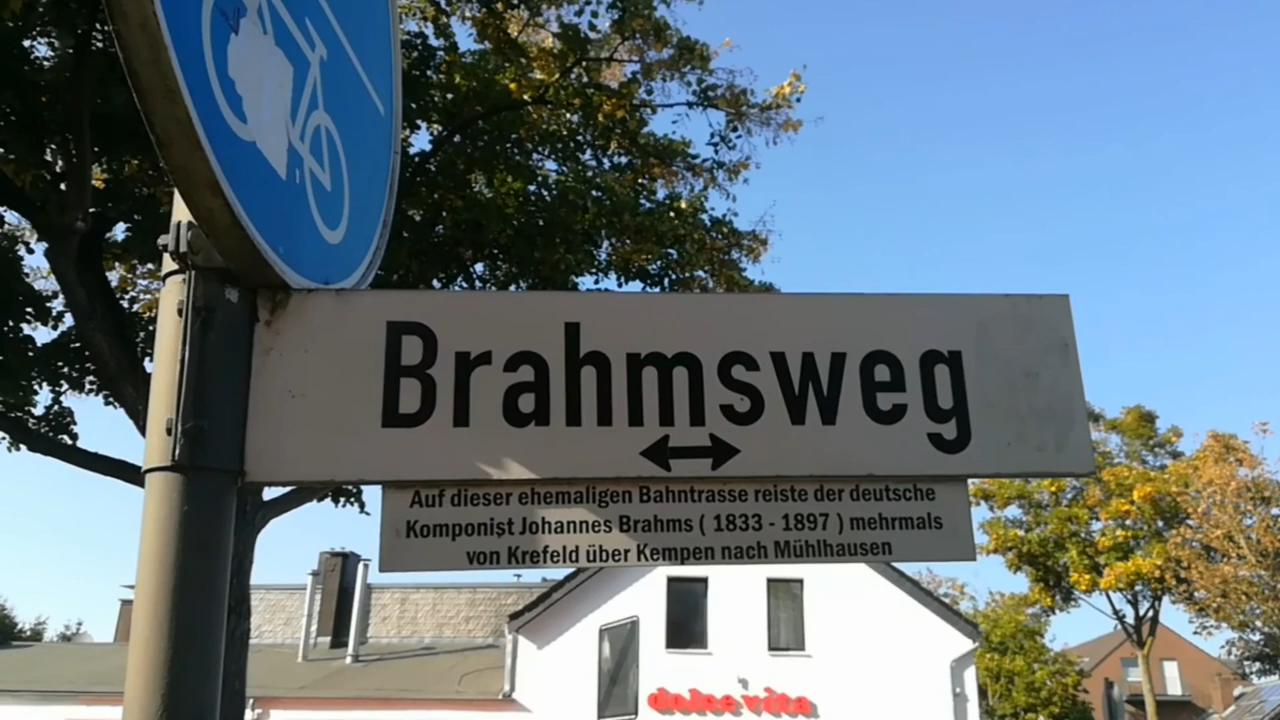 Brahmsweg
Auf dieser ehemaligen Bahntrasse reiste der deutsche
Komponist Johannes Brahms ( 1833 - 1897 ) mehrmals
von Krefeld über Kempen nach Mühlhausen
dolce vita